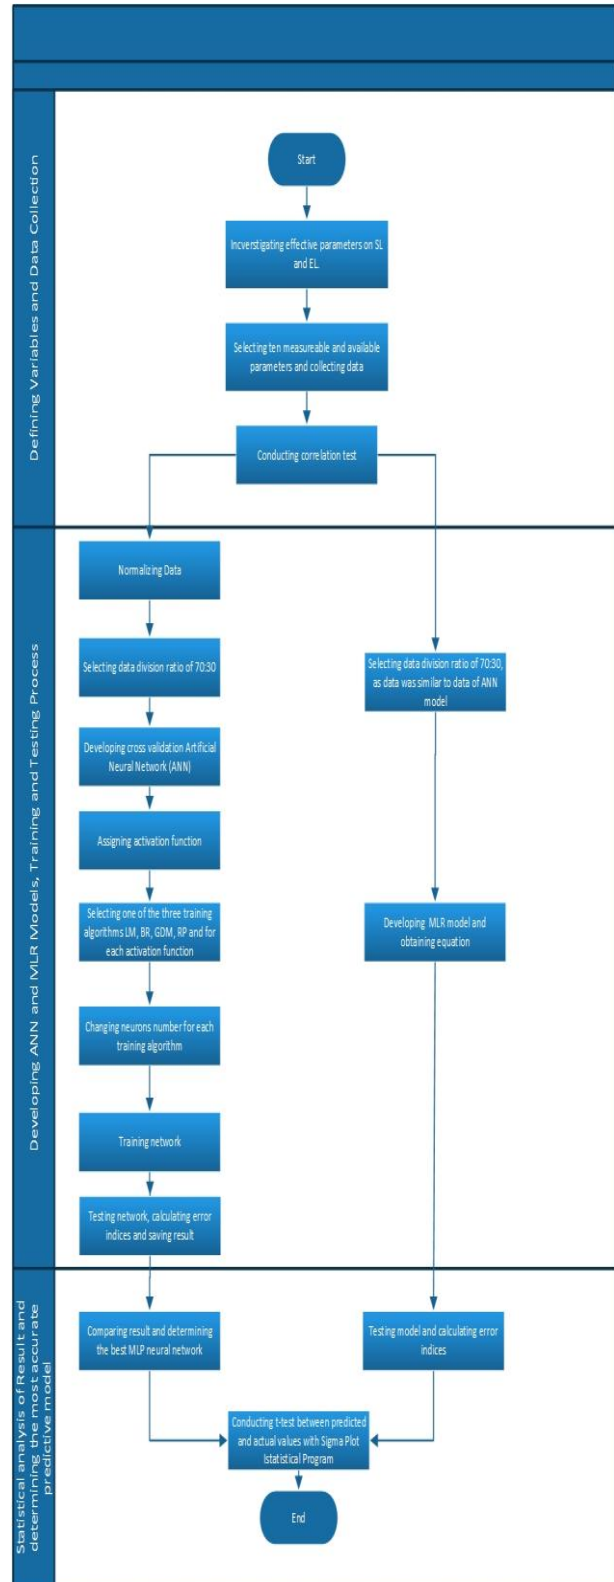 Defining Variables and Data Collection
Start
Incverstigating effective parameters on SL
and EL.
Selecting ten measureable and available
parameters and collecting data
Conducting correlation test
Developing ANN and MLR Models, Training and Testing Process
Normalizing Data
Selecting data division ratio of 70:30
Developing cross validation Artificial
Neural Network (ANN)
Assigning activation function
Selecting one of the three training
algorithms LM, BR, GDM, RP and for
each activation function
Changing neurons number for each
training algorithm
Training network
Testing network, calculating error
indices and saving result
Selecting data division ratio of 70:30,
as data was similar to data of ANN
model
Developing MLR model and
obtaining equation
Statistical analysis of Result and
determining the most accurate
predictive model
Comparing result and determining
the best MLP neural network
Testing model and calculating error
indices
Conducting t-test between predicted
and actual values with Sigma Plot
Istatistical Program
End